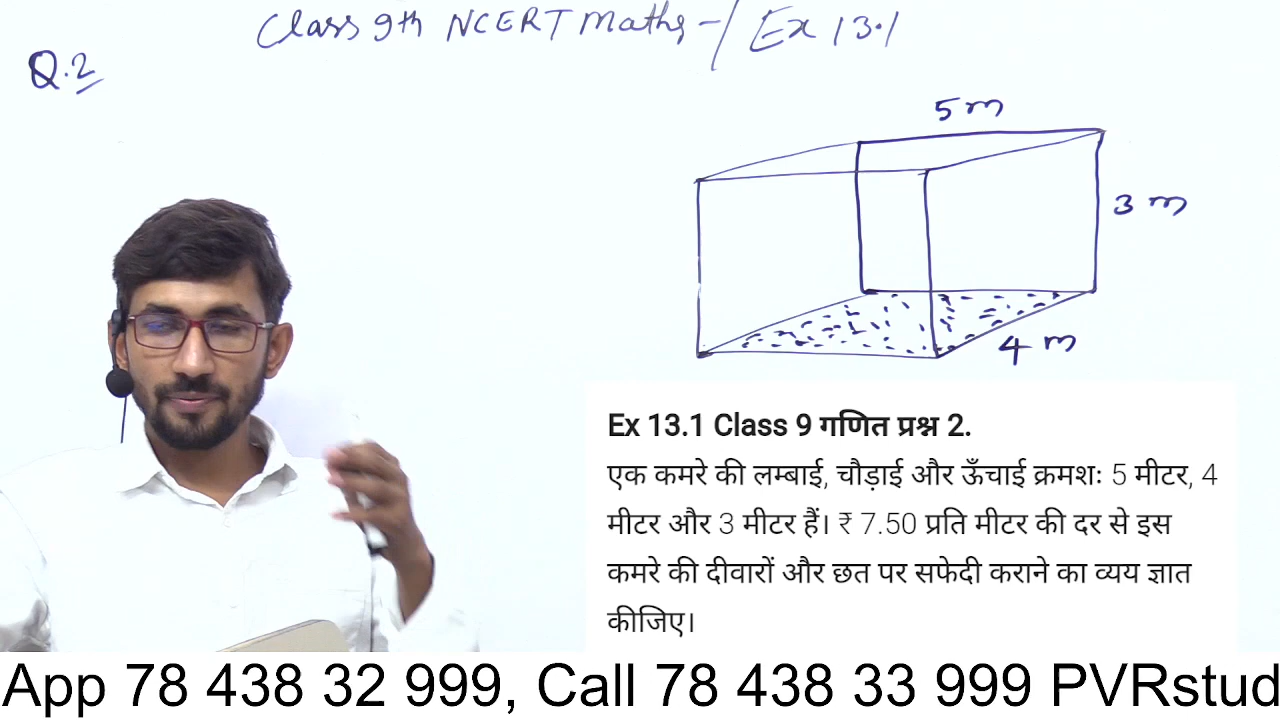 Class 9th NCERT Maths - / Ex 13.1
Q.2
5 m
3 m
4 m
Ex 13.1 Class 9 गणित प्रश्न 2.
एक कमरे की लम्बाई, चौड़ाई और ऊँचाई क्रमशः 5 मीटर, 4
मीटर और 3 मीटर हैं। ₹ 7.50 प्रति मीटर की दर से इस
कमरे की दीवारों और छत पर सफेदी कराने का व्यय ज्ञात
कीजिए।
App 78 438 32 999, Call 78 438 33 999 PVRstud